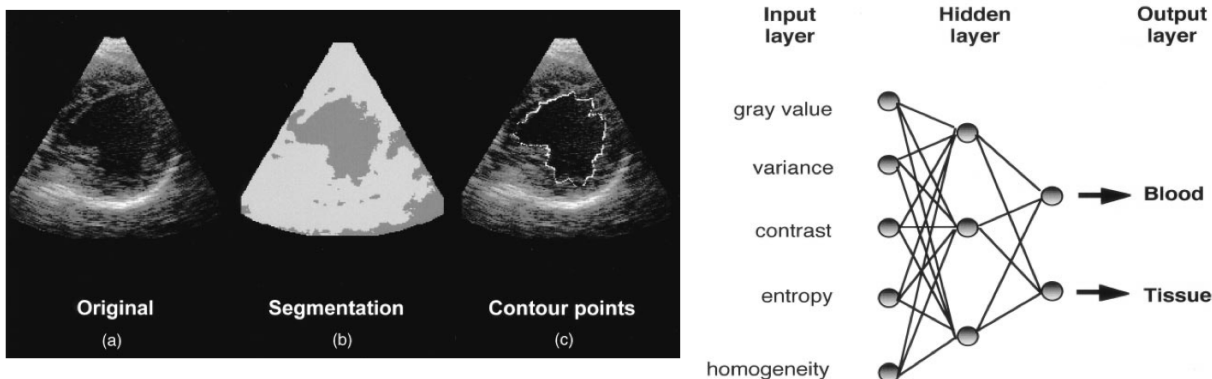 Original
(a)
Segmentation
(b)
Contour points
(c)
Input
layer
Hidden
layer
Output
layer
gray value
variance
contrast
entropy
homogeneity
Blood
Tissue